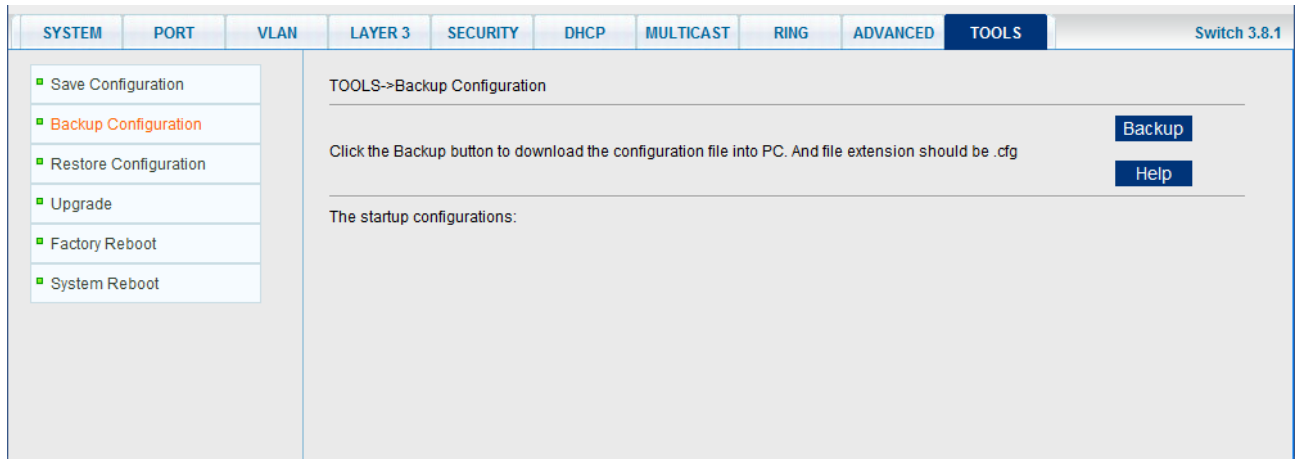 SYSTEM PORT VLAN LAYER 3 SECURITY DHCP MULTICAST RING ADVANCED TOOLS Switch 3.8.1
Save Configuration
Backup Configuration
Restore Configuration
Upgrade
Factory Reboot
System Reboot
TOOLS->Backup Configuration
Click the Backup button to download the configuration file into PC. And file extension should be .cfg
Backup
Help
The startup configurations: